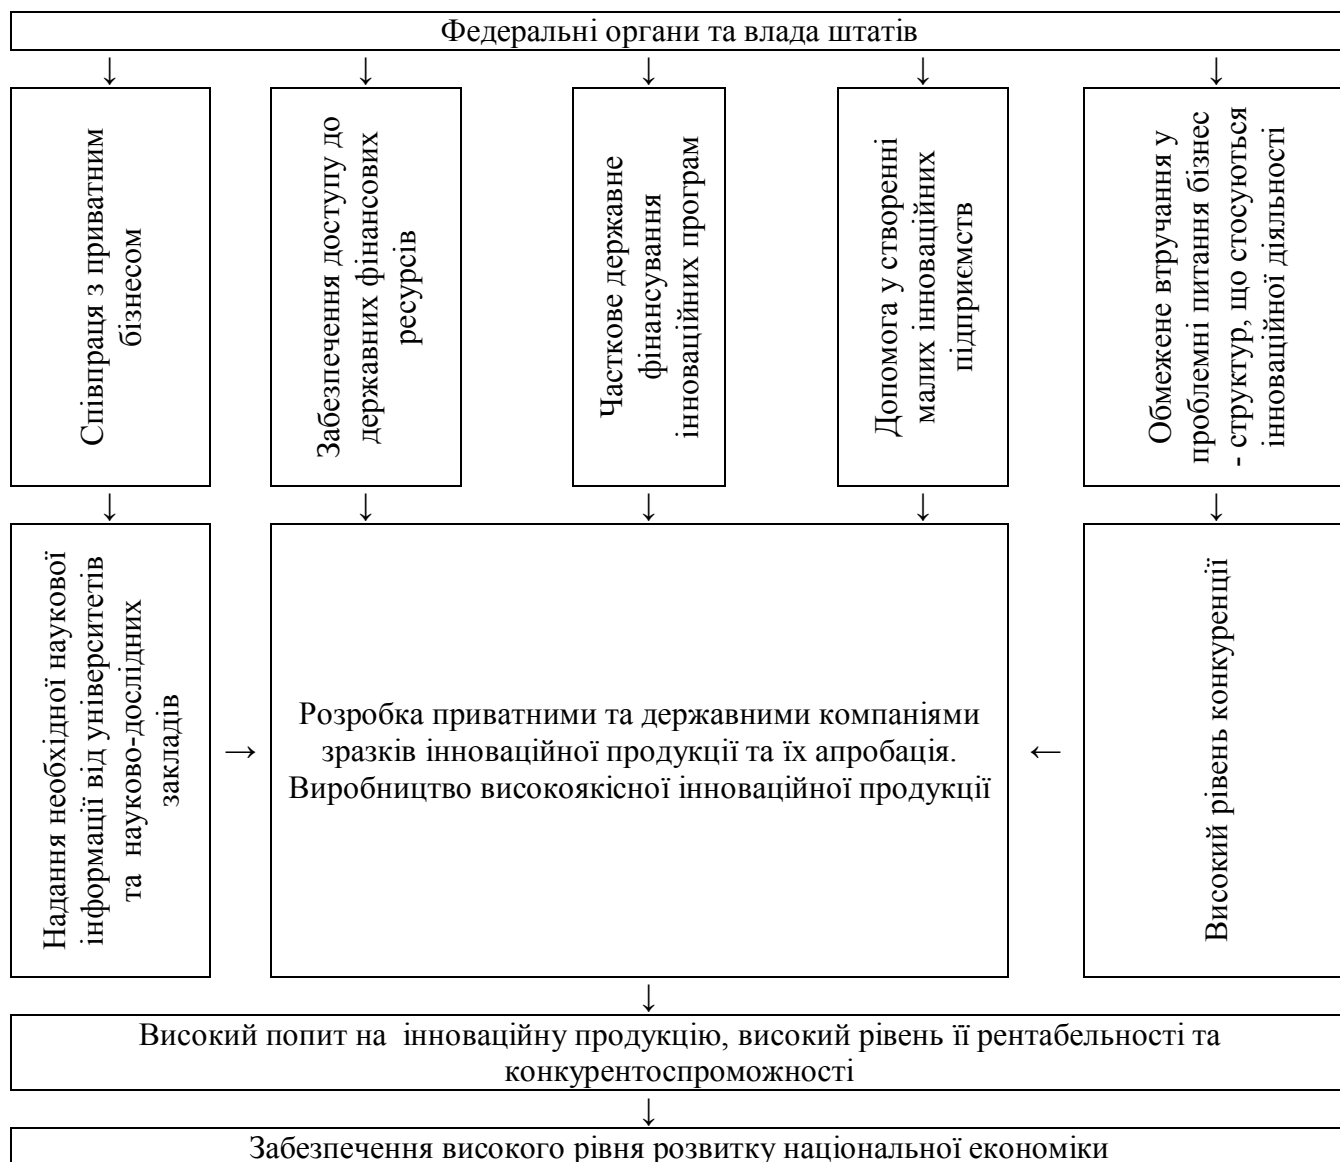 Федеральні органи та влада штатів
↓ ↓ ↓ ↓ ↓
Співпраця з приватним
бізнесом
Забезпечення доступу до
державних фінансових
ресурсів
Часткове державне
фінансування
інноваційних програм
Допомога у створенні
малих інноваційних
підприємств
Обмежене втручання у
проблемні питання бізнес
- структур, що стосуються
інноваційної діяльності
↓ ↓ ↓ ↓ ↓
Надання необхідної наукової
інформації від університетів
та науково-дослідних
закладів
→
Розробка приватними та державними компаніями
зразків інноваційної продукції та їх апробація.
Виробництво високоякісної інноваційної продукції
←
Високий рівень конкуренції
↓
Високий попит на інноваційну продукцію, високий рівень її рентабельності та
конкурентоспроможності
↓
Забезпечення високого рівня розвитку національної економіки